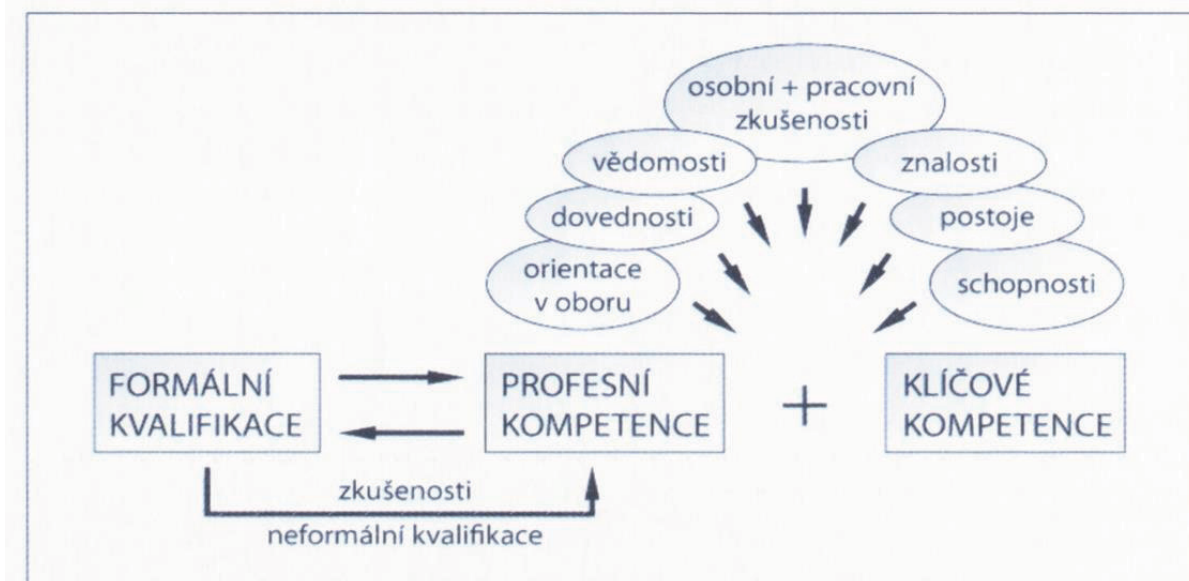 osobní + pracovní
zkušenosti
vědomosti
znalosti
dovednosti
postoje
orientace
v oboru
schopnosti
FORMÁLNÍ
KVALIFIKACE
PROFESNÍ
KOMPETENCE
+
KLÍČOVÉ
KOMPETENCE
zkušenosti
neformální kvalifikace